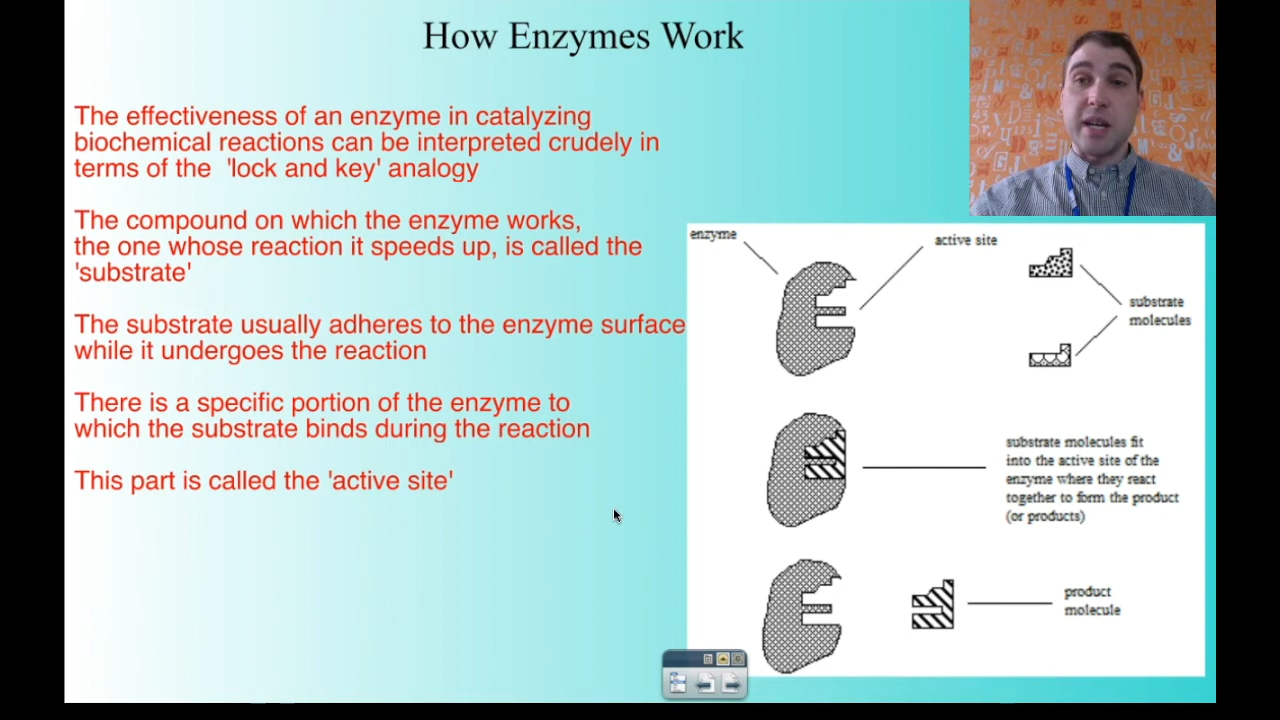 How Enzymes Work
The effectiveness of an enzyme in catalyzing
biochemical reactions can be interpreted crudely in
terms of the 'lock and key' analogy
The compound on which the enzyme works,
the one whose reaction it speeds up, is called the
'substrate'
The substrate usually adheres to the enzyme surface
while it undergoes the reaction
There is a specific portion of the enzyme to
which the substrate binds during the reaction
This part is called the 'active site'
enzyme
active site
substrate
molecules
substrate molecules fit
into the active site of the
enzyme where they react
together to form the product
(or products)
product
molecule